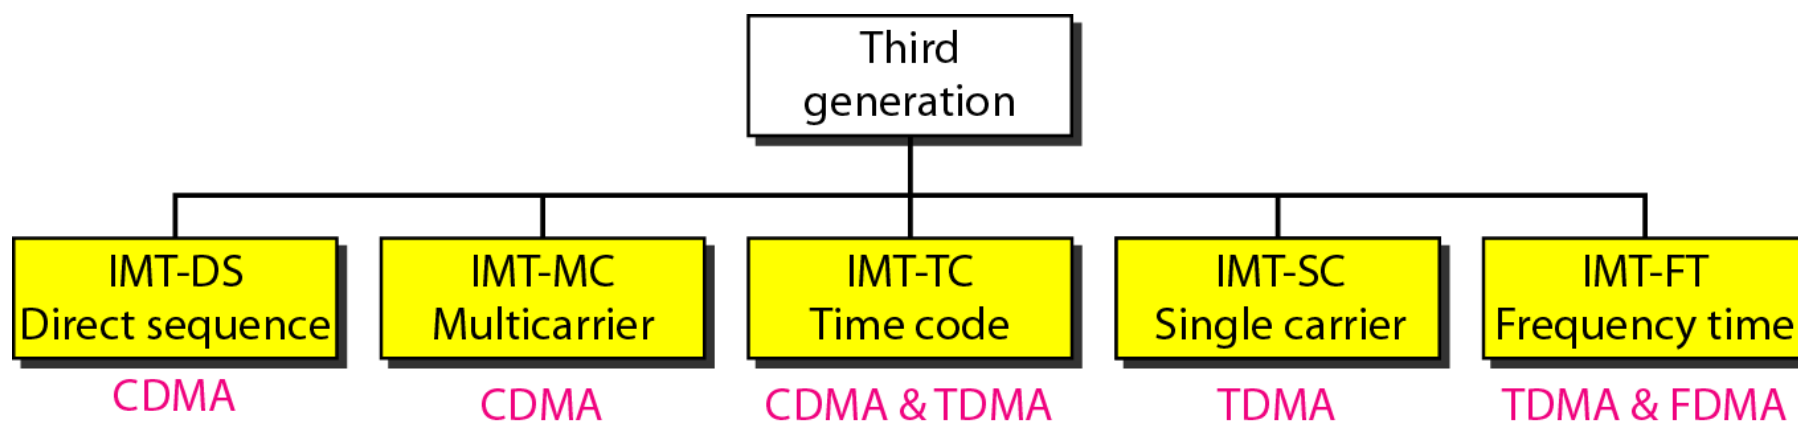 Third
generation
IMT-DS
Direct sequence
CDMA
IMT-MC
Multicarrier
CDMA
IMT-TC
Time code
CDMA & TDMA
IMT-SC
Single carrier
TDMA
IMT-FT
Frequency time
TDMA & FDMA